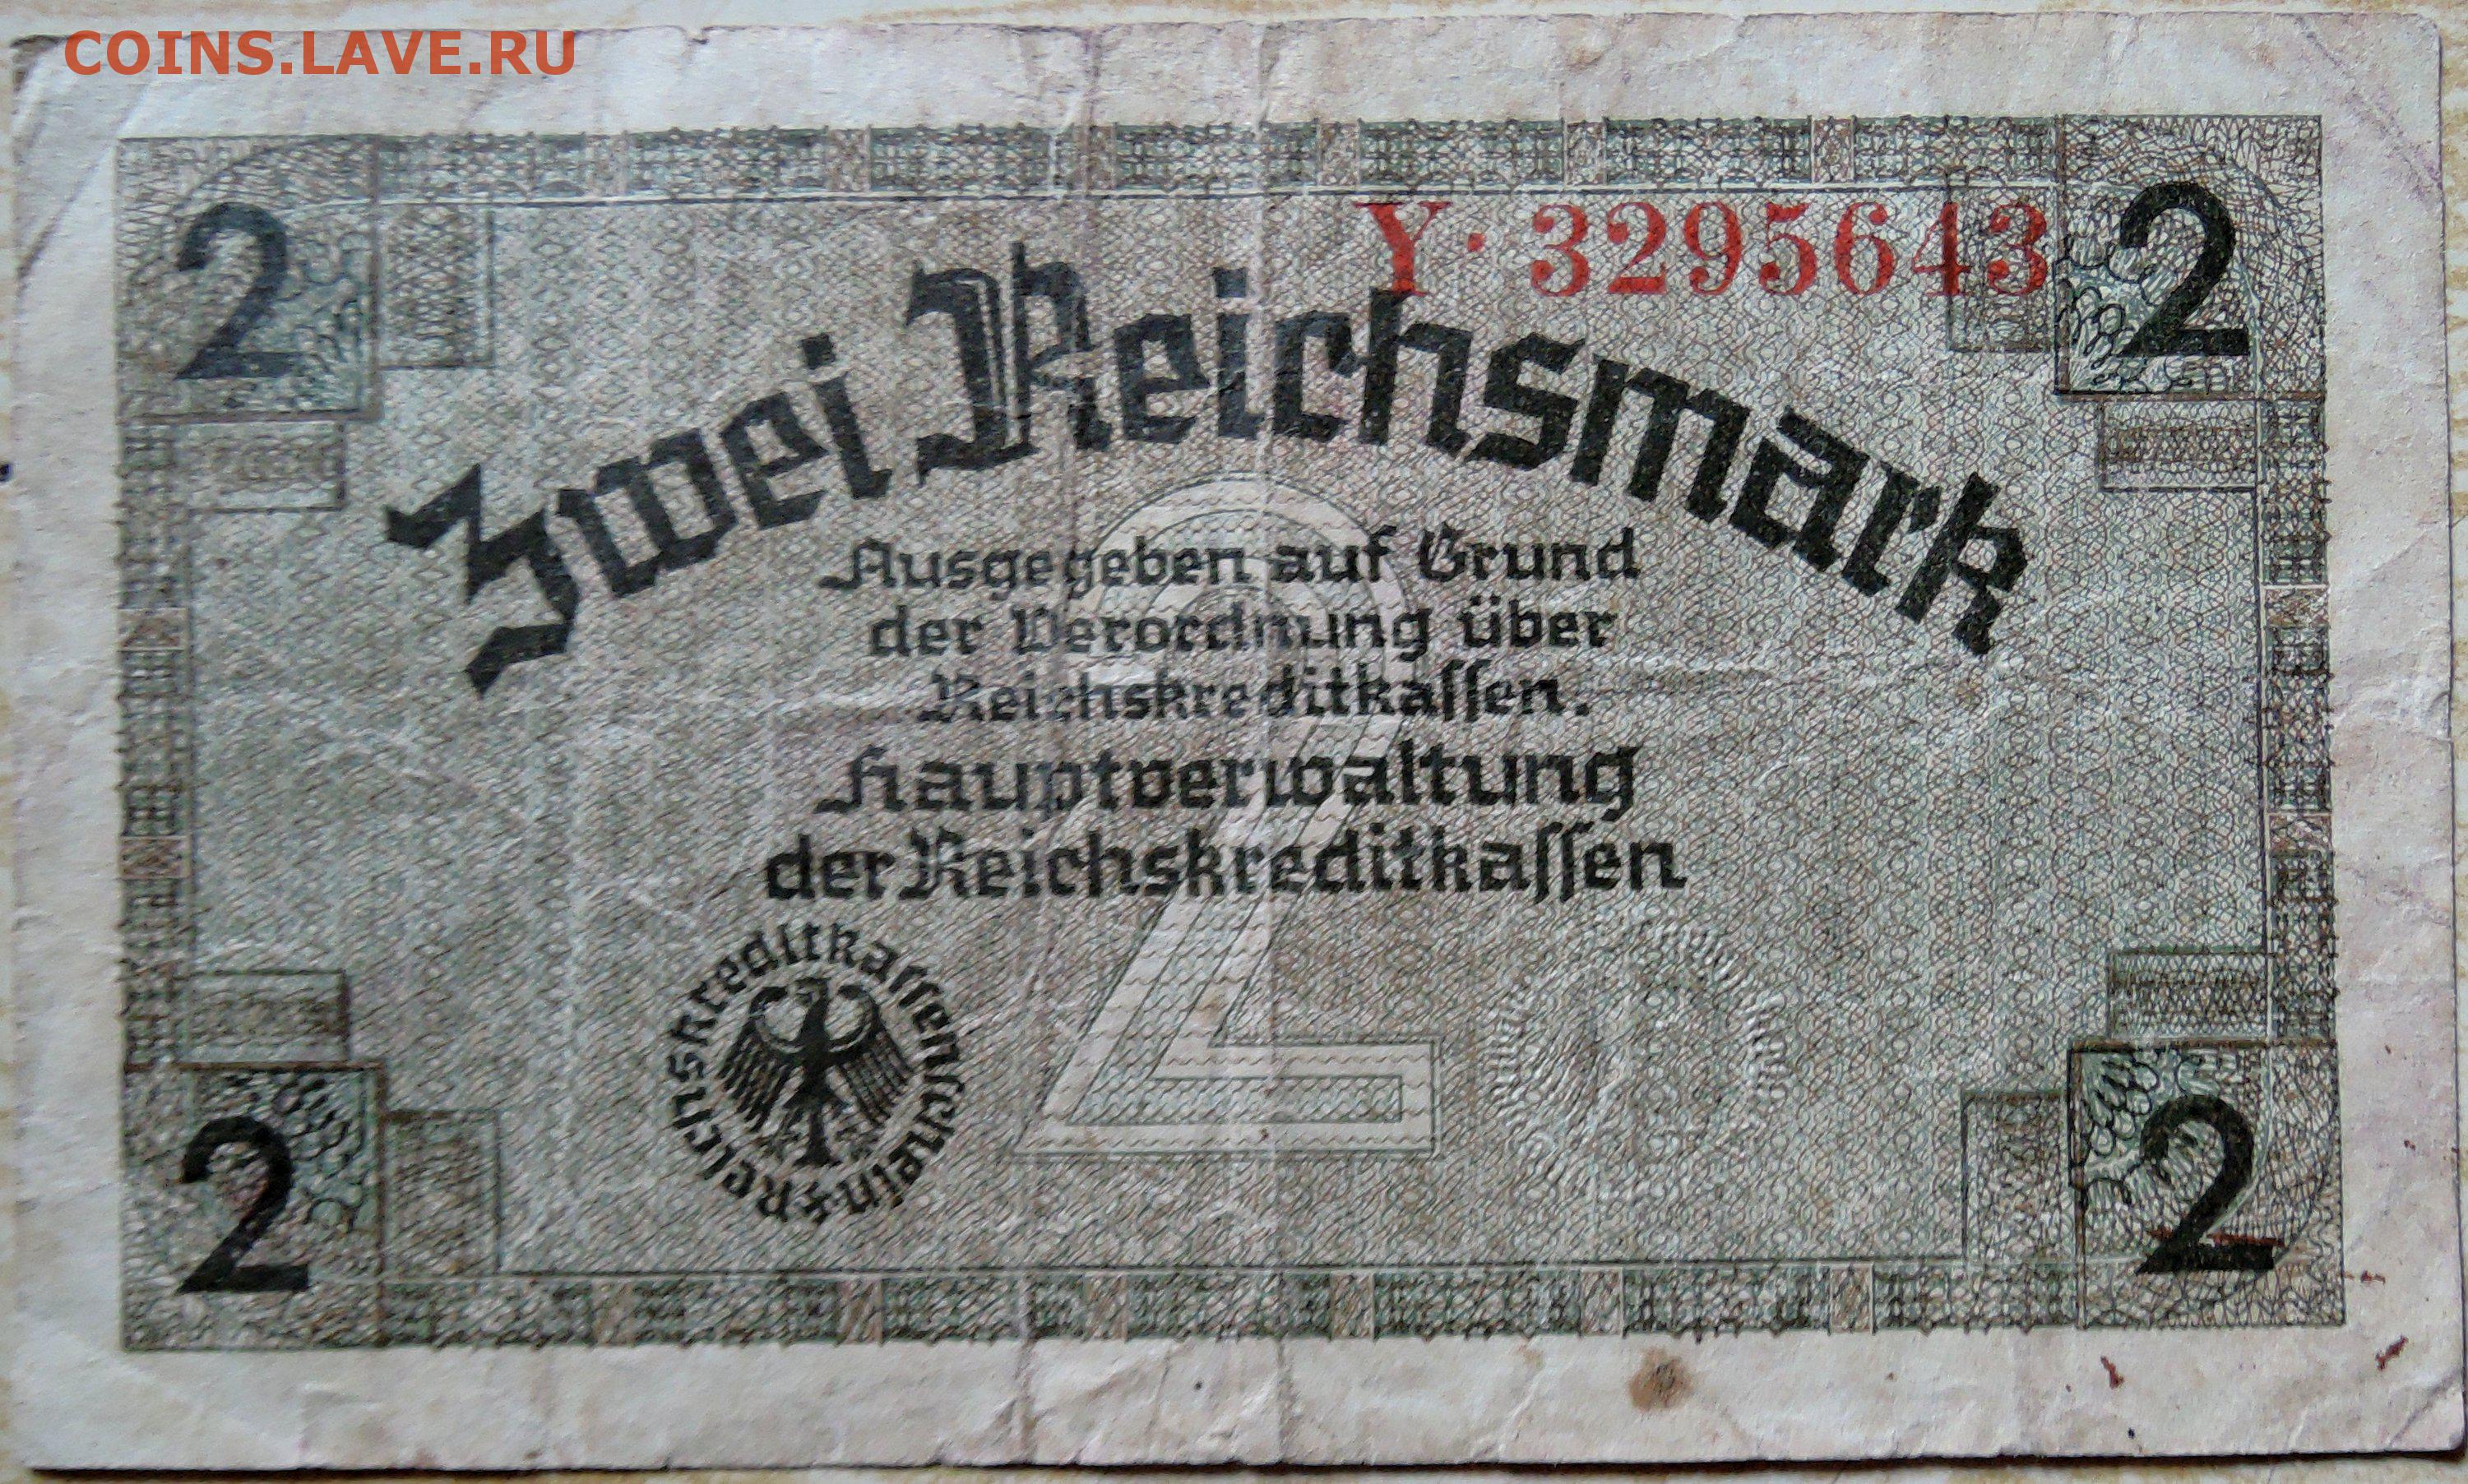 COINS.LAVE.RU
Y·3295643
2
2
Zwei Reichsmark
Ausgegeben auf Grund
der Verordnung über
Reichskreditkaſſen.
Hauptverwaltung
der Reichskreditkaſſen
2
Reichskreditkaſſenſchein
2
2